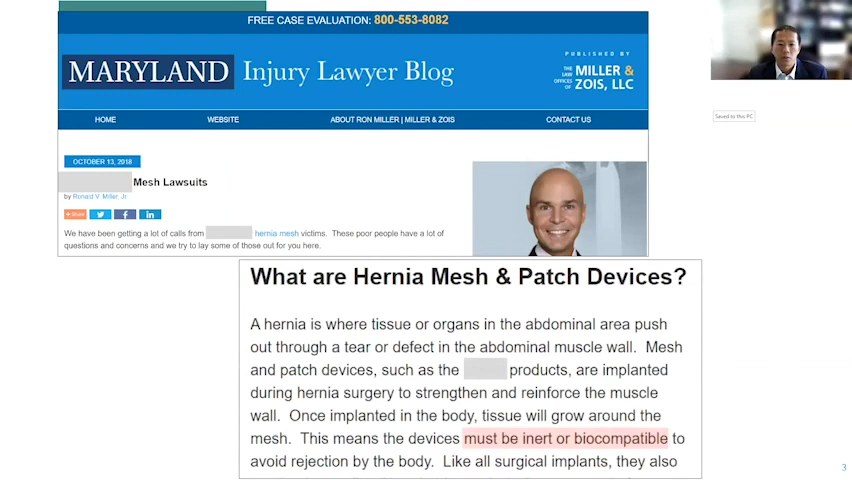 FREE CASE EVALUATION: 800-553-8082
MARYLAND Injury Lawyer Blog
PUBLISHED BY
THE LAW OFFICES OF MILLER & ZOIS, LLC
HOME WEBSITE ABOUT RON MILLER | MILLER & ZOIS CONTACT US
OCTOBER 13, 2018
Mesh Lawsuits
by Ronald V. Miller, Jr.
Share
We have been getting a lot of calls from hernia mesh victims. These poor people have a lot of
questions and concerns and we try to lay some of those out for you here.
Saved to this PC
What are Hernia Mesh & Patch Devices?
A hernia is where tissue or organs in the abdominal area push
out through a tear or defect in the abdominal muscle wall. Mesh
and patch devices, such as the products, are implanted
during hernia surgery to strengthen and reinforce the muscle
wall. Once implanted in the body, tissue will grow around the
mesh. This means the devices must be inert or biocompatible to
avoid rejection by the body. Like all surgical implants, they also
3